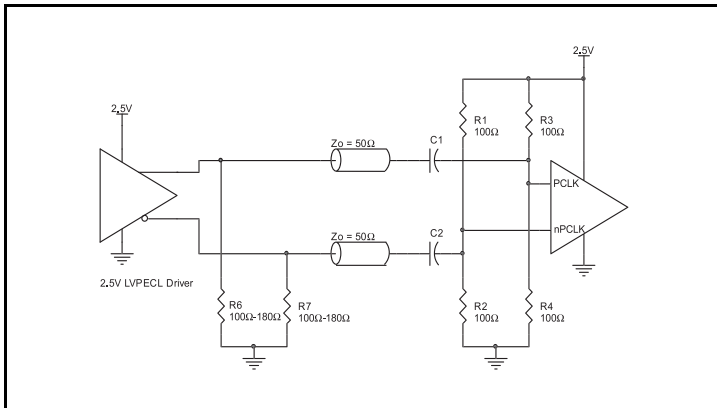 2.5V
2.5V
R1
100Ω
R3
100Ω
Zo = 50Ω
C1
PCLK
nPCLK
Zo = 50Ω
C2
2.5V LVPECL Driver
R6
100Ω-180Ω
R7
100Ω-180Ω
R2
100Ω
R4
100Ω